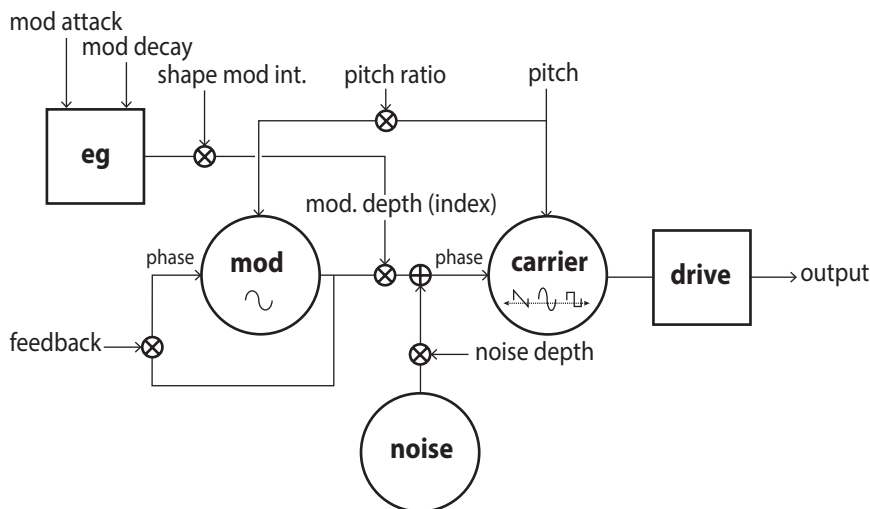 mod attack
mod decay
shape mod int.
pitch ratio
pitch
eg
mod. depth (index)
phase
mod
phase
carrier
drive
output
feedback
noise depth
noise